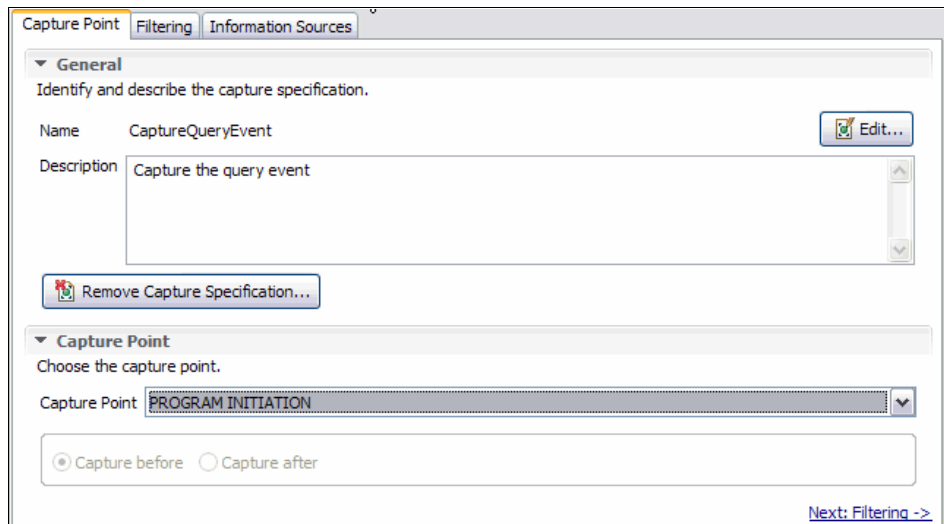 Capture Point Filtering Information Sources
General
Identify and describe the capture specification.
Name CaptureQueryEvent Edit...
Description Capture the query event
Remove Capture Specification...
Capture Point
Choose the capture point.
Capture Point PROGRAM INITIATION
Capture before Capture after
Next: Filtering ->